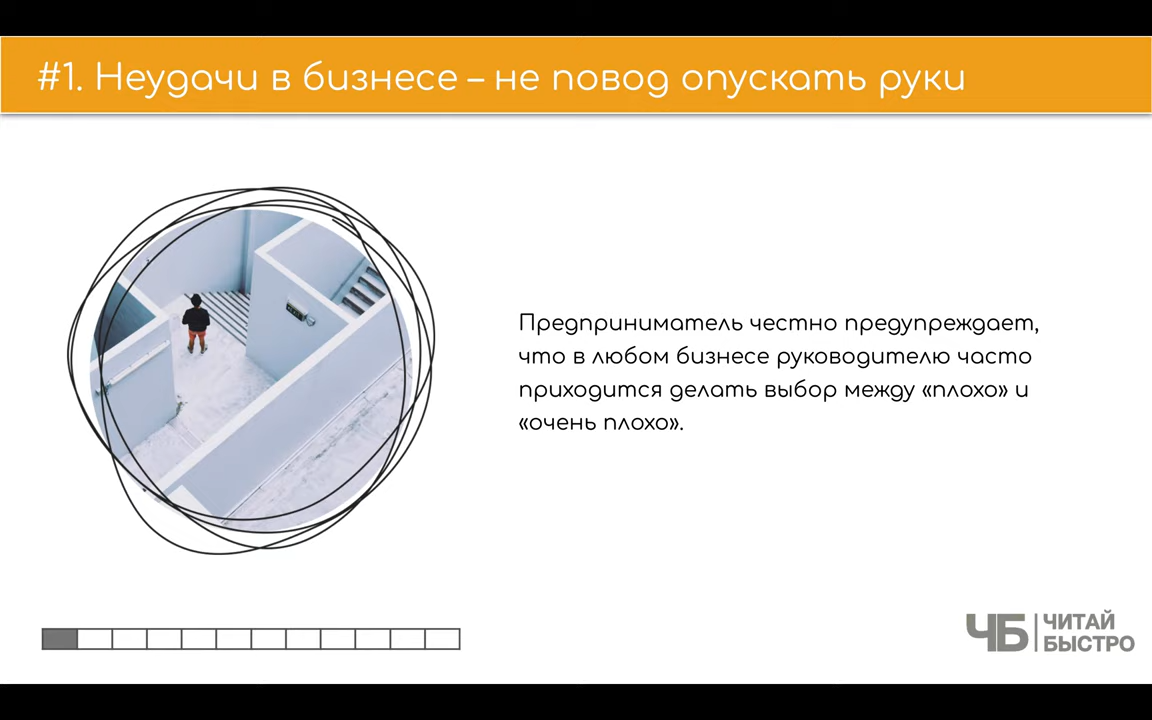 #1. Неудачи в бизнесе – не повод опускать руки
Предприниматель честно предупреждает,
что в любом бизнесе руководителю часто
приходится делать выбор между «плохо» и
«очень плохо».
ЧБ
ЧИТАЙ
БЫСТРО